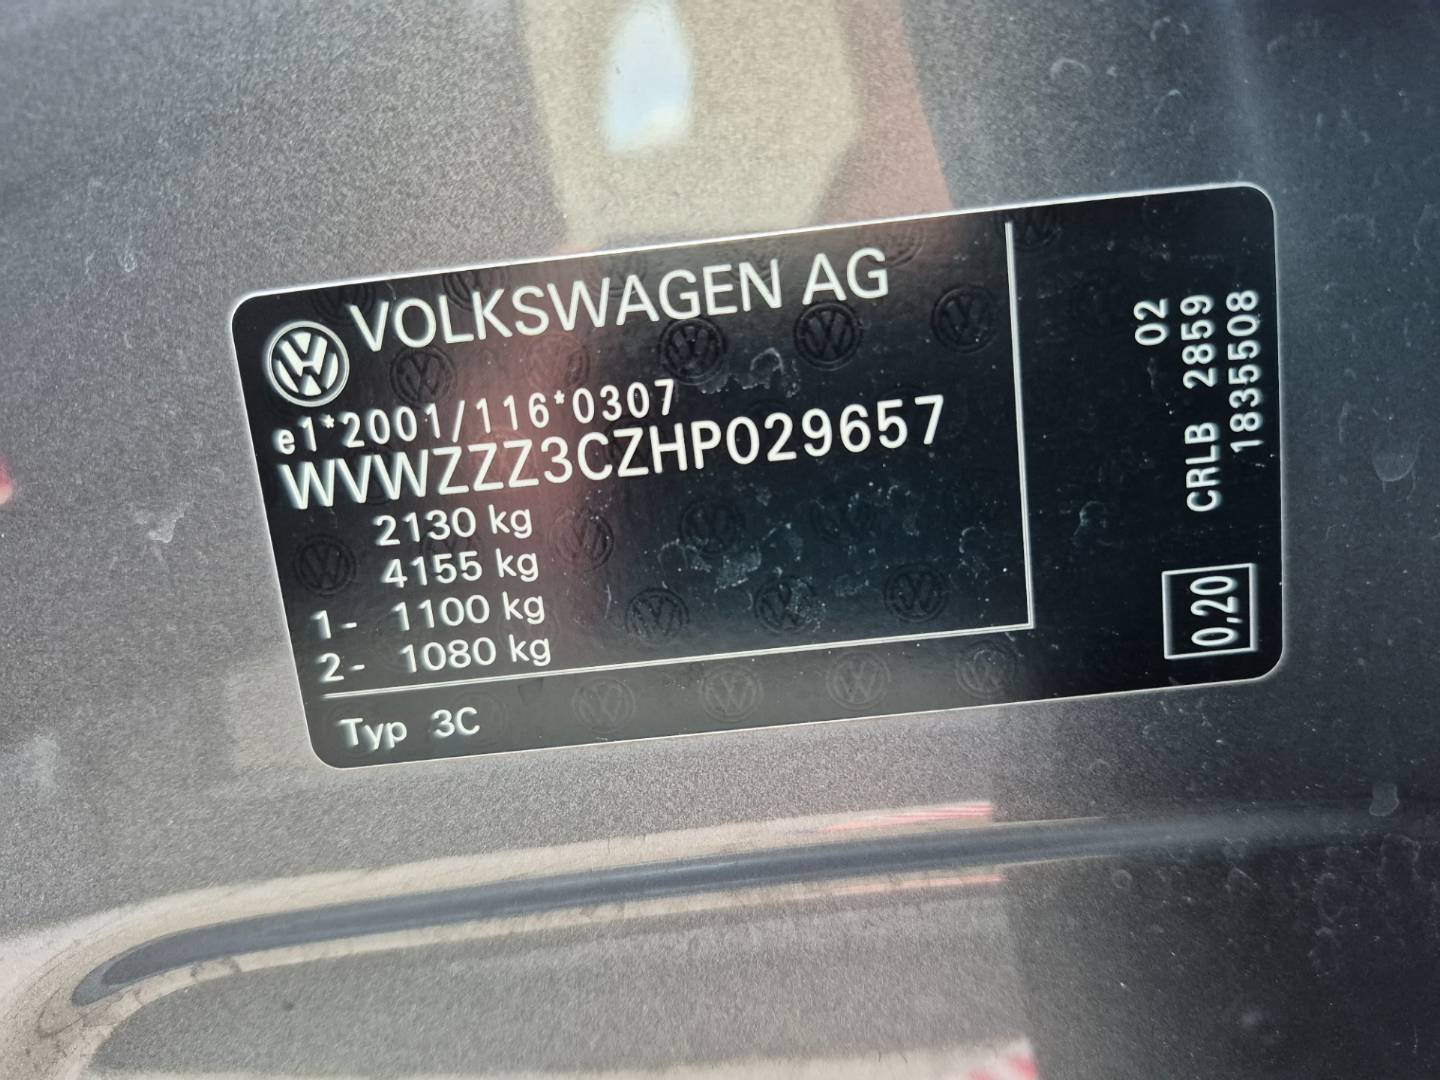 VOLKSWAGEN AG
e1*2001/116*0307
WVWZZZ3CZHP029657
2130 kg
4155 kg
1- 1100 kg
2- 1080 kg
Typ 3C
02
CRLB 2859
1835508
0,20